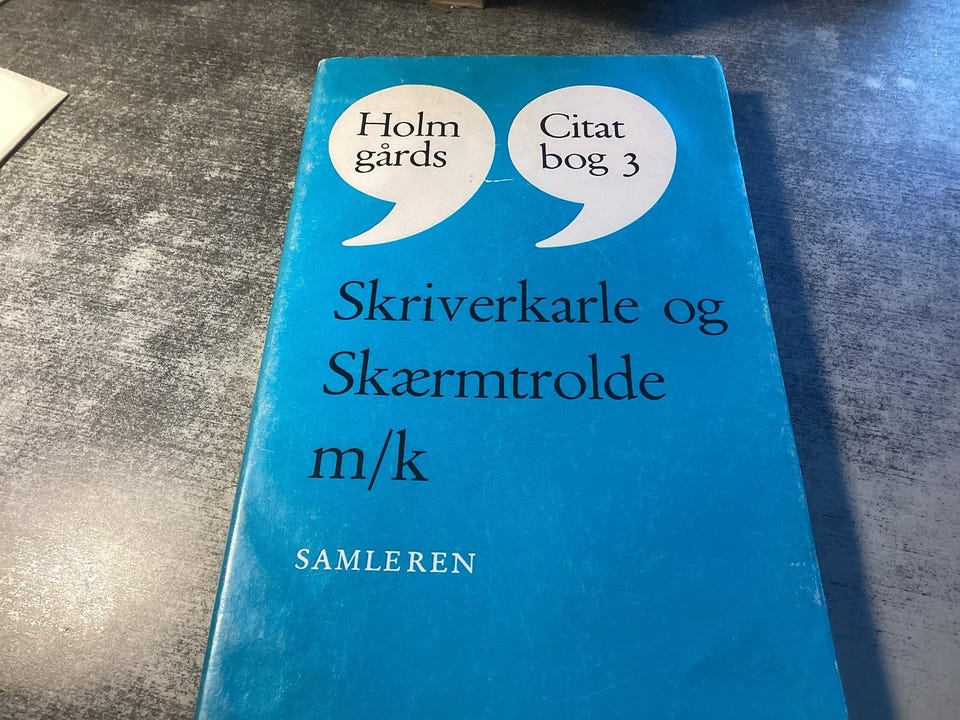 Holm
gårds
Citat
bog 3
Skriverkarle og
Skærmtrolde
m/k
SAMLEREN